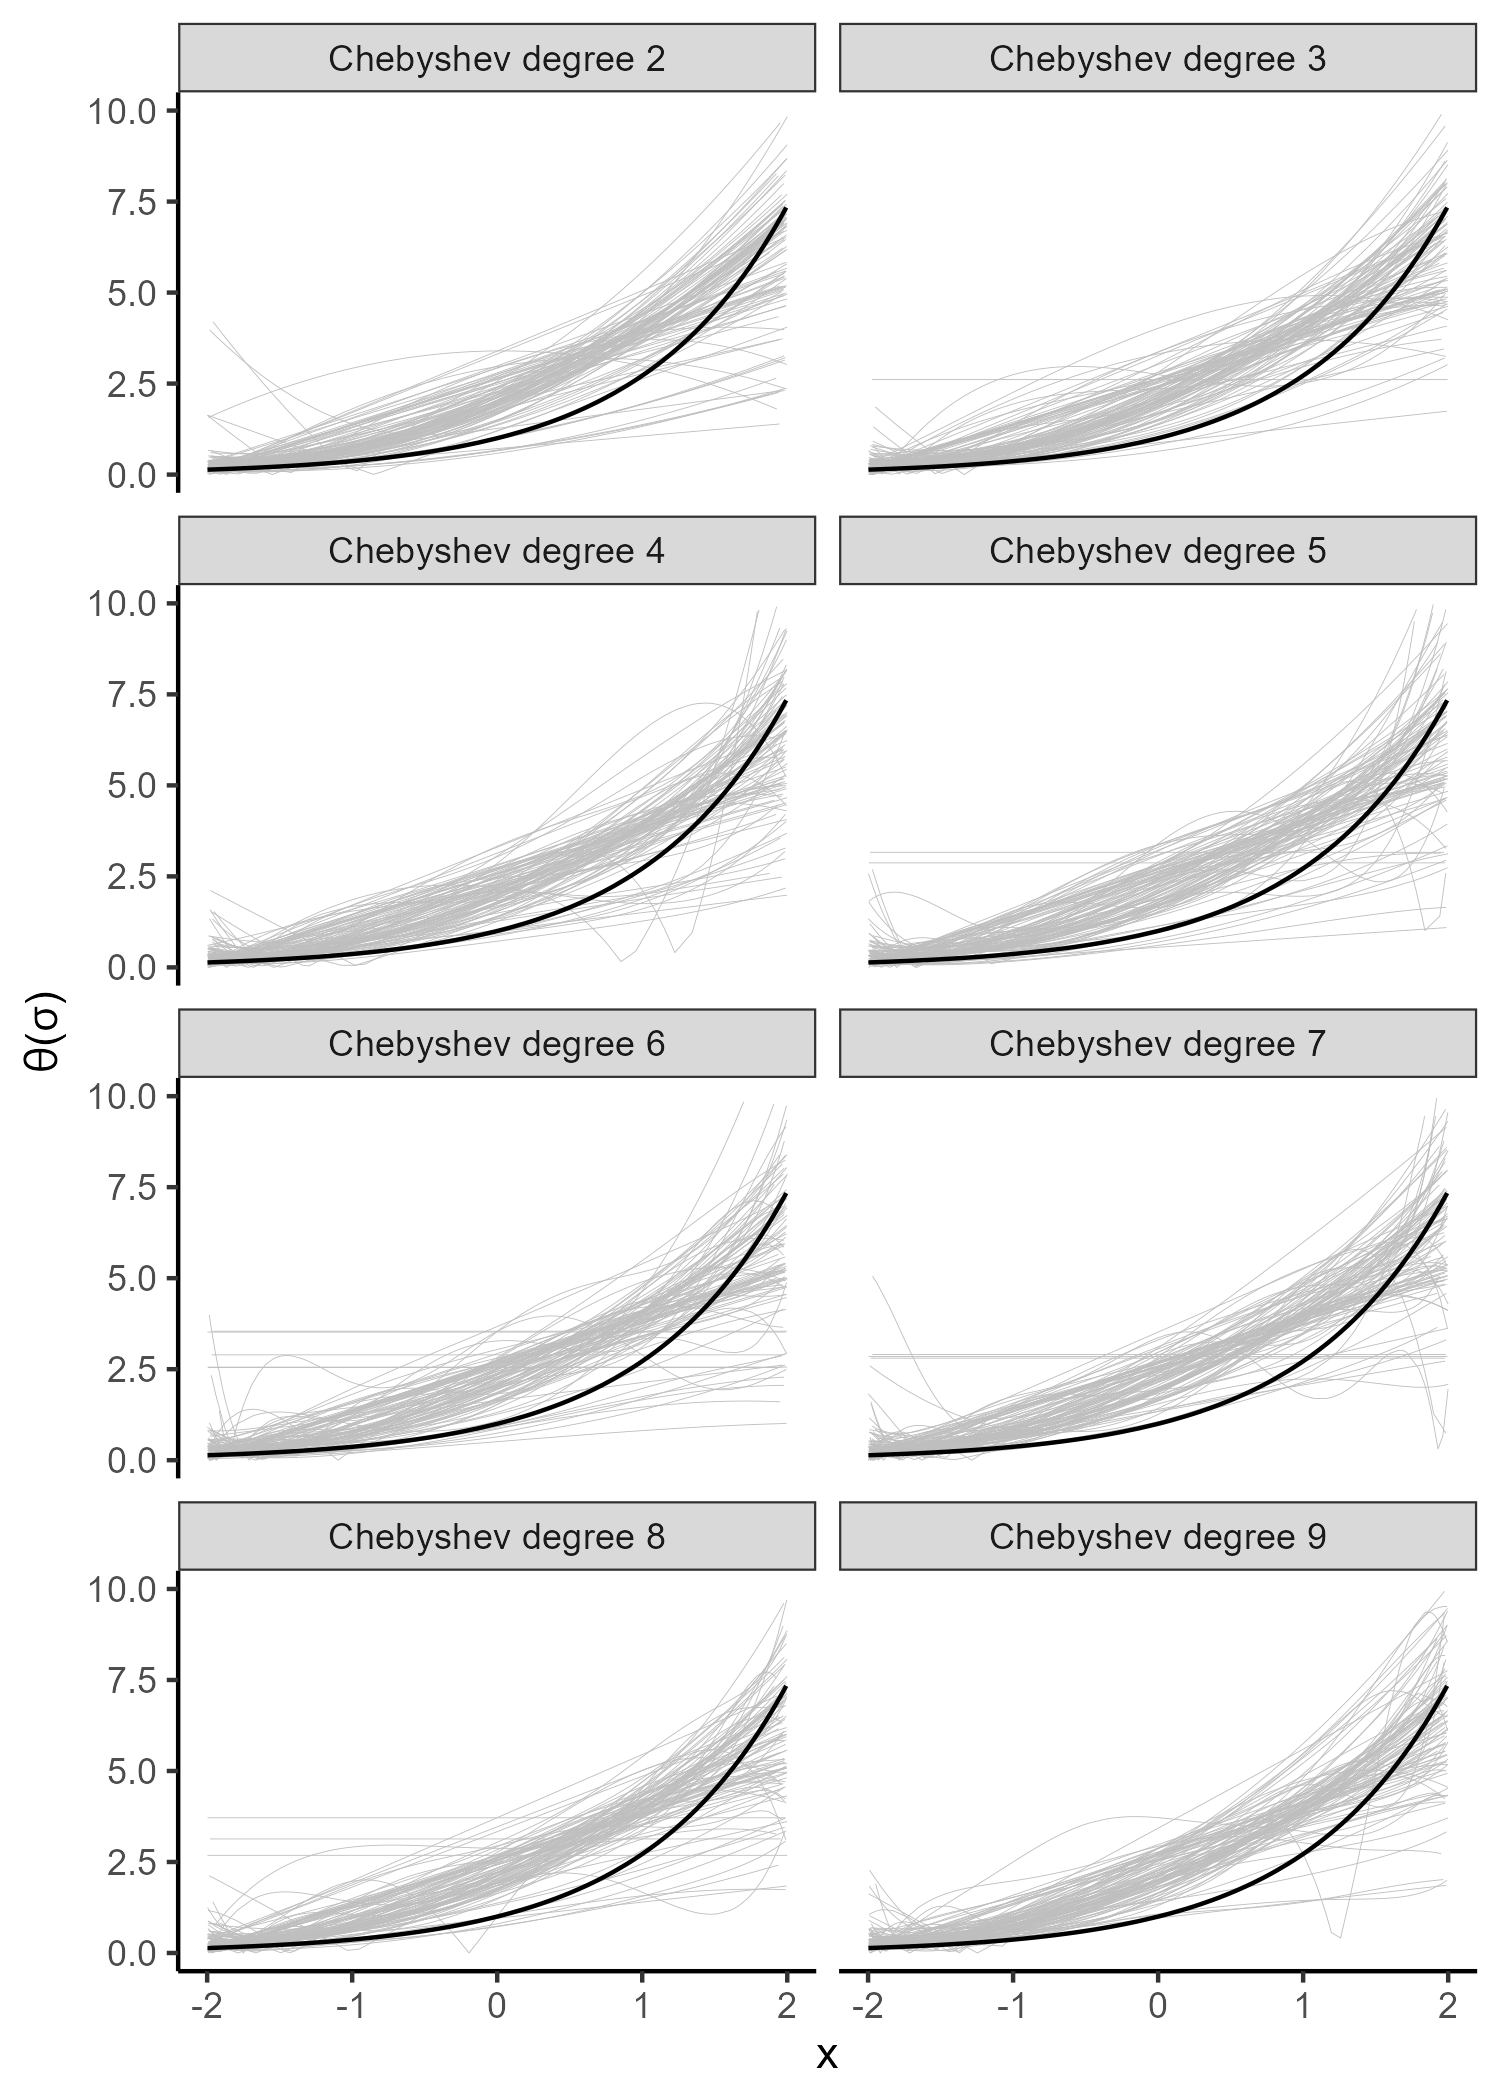 Chebyshev degree 2
Chebyshev degree 3
10.0
7.5
5.0
2.5
0.0
Chebyshev degree 4
Chebyshev degree 5
10.0
7.5
5.0
2.5
0.0
θ(σ)
Chebyshev degree 6
Chebyshev degree 7
10.0
7.5
5.0
2.5
0.0
Chebyshev degree 8
Chebyshev degree 9
10.0
7.5
5.0
2.5
0.0
-2 -1 0 1 2
-2 -1 0 1 2
x